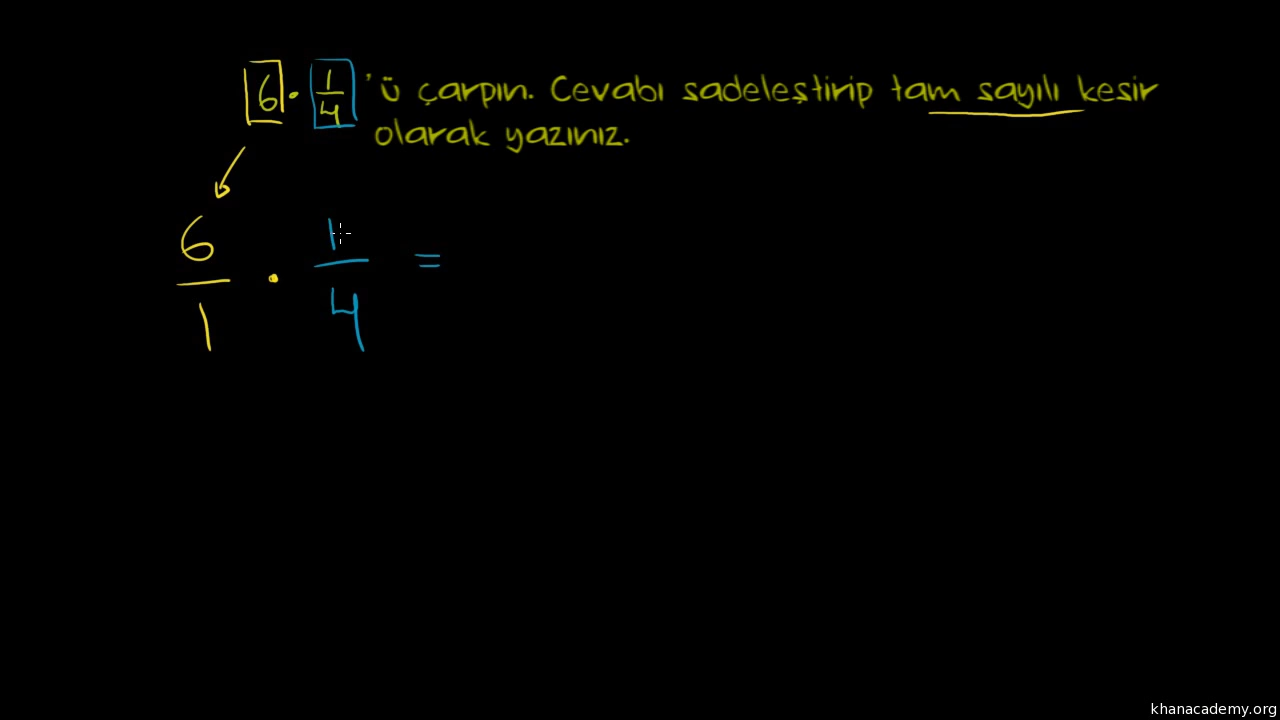 6 · 1/4 'ü çarpın. Cevabı sadeleştirip tam sayılı kesir
olarak yazınız.
6/1 · 1/4 =
khanacademy.org